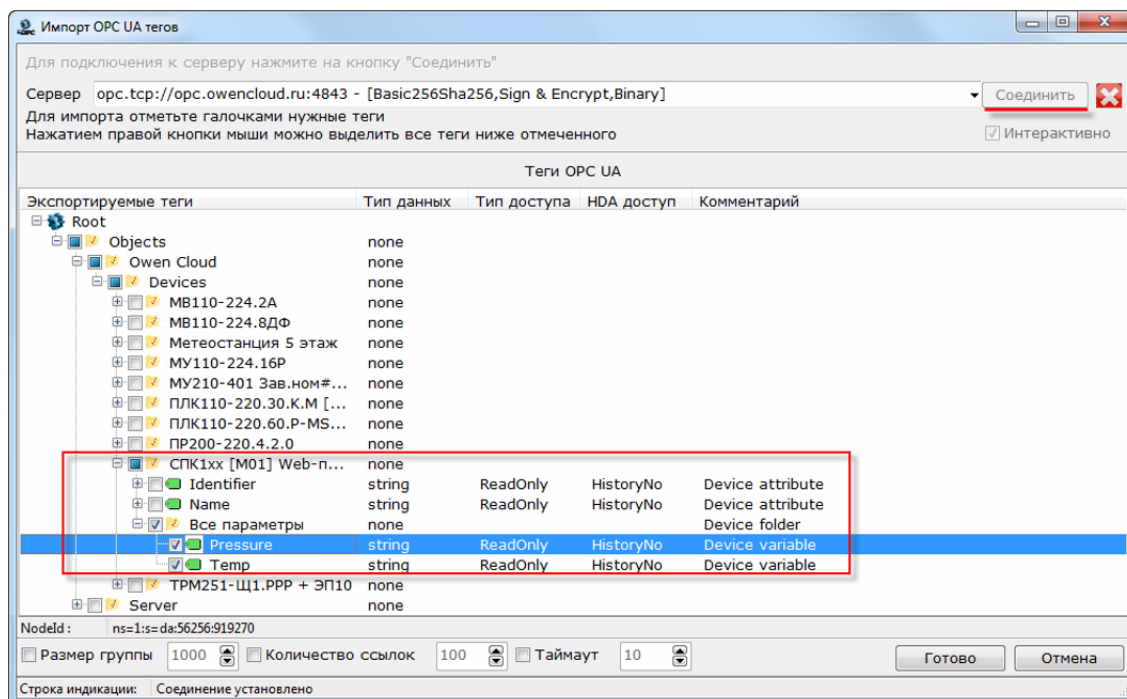 Импорт OPC UA тегов
Для подключения к серверу нажмите на кнопку "Соединить"
Сервер opc.tcp://opc.owencloud.ru:4843 - [Basic256Sha256,Sign & Encrypt,Binary] Соединить
Для импорта отметьте галочками нужные теги
Нажатием правой кнопки мыши можно выделить все теги ниже отмеченного Интерактивно
Теги OPC UA
Экспортируемые теги Тип данных Тип доступа HDA доступ Комментарий
Root
Objects none
Owen Cloud none
Devices none
МВ110-224.2А none
МВ110-224.8ДФ none
Метеостанция 5 этаж none
МУ110-224.16Р none
МУ210-401 Зав.ном#... none
ПЛК110-220.30.К.М [... none
ПЛК110-220.60.Р-MS... none
ПР200-220.4.2.0 none
СПК1хх [М01] Web-п... none
Identifier string ReadOnly HistoryNo Device attribute
Name string ReadOnly HistoryNo Device attribute
Все параметры none Device folder
Pressure string ReadOnly HistoryNo Device variable
Temp string ReadOnly HistoryNo Device variable
ТРМ251-Щ1.РРР + ЭП10 none
Server none
NodeId : ns=1:s=da:56256:919270
Размер группы 1000 Количество ссылок 100 Таймаут 10 Готово Отмена
Строка индикации: Соединение установлено